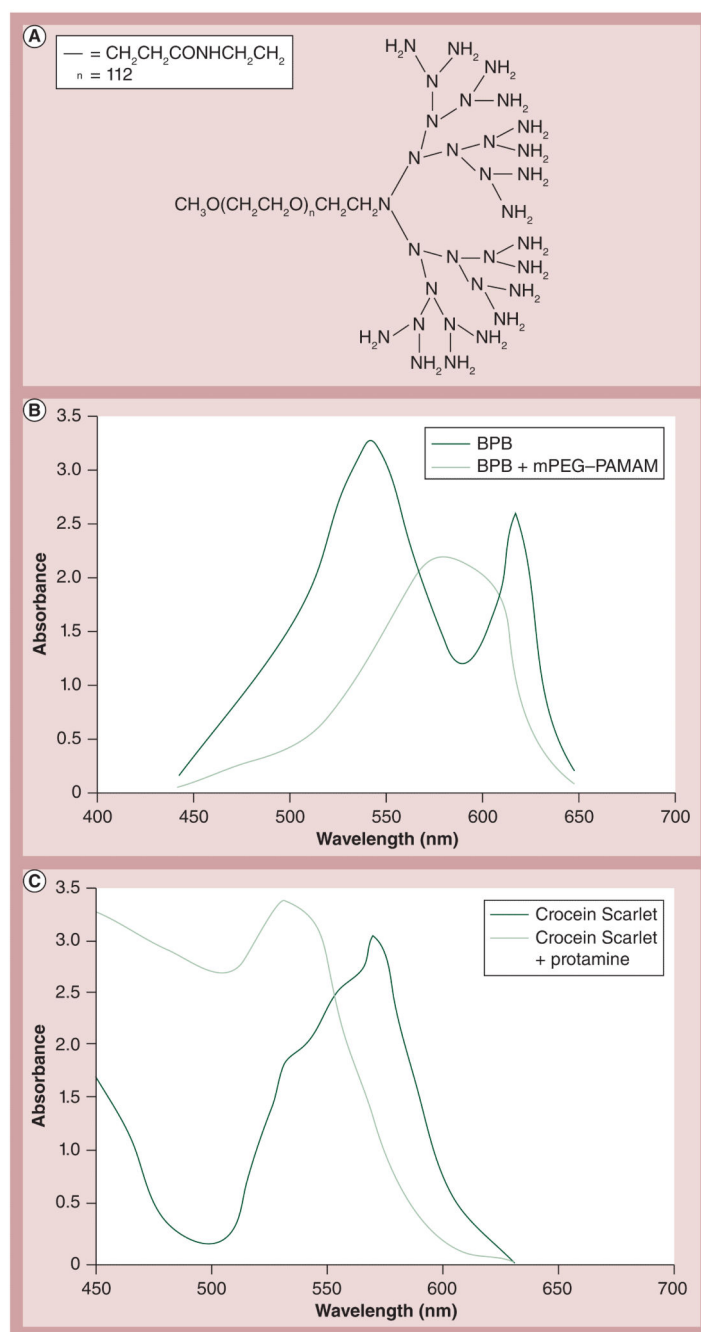 A
— = CH₂CH₂CONHCH₂CH₂
n = 112
H₂N NH₂
NH₂
N
N NH₂
N
N NH₂
N N NH₂
N NH₂
CH₃O(CH₂CH₂O)ₙCH₂CH₂N
NH₂
N N N NH₂
NH₂
N NH₂
N
NH₂
H₂N N N NH₂
NH₂ NH₂
B
3.5
BPB
3.0
BPB + mPEG–PAMAM
2.5
2.0
Absorbance
1.5
1.0
0.5
0
400 450 500 550 600 650 700
Wavelength (nm)
C
3.5
Crocein Scarlet
3.0
Crocein Scarlet
+ protamine
2.5
2.0
Absorbance
1.5
1.0
0.5
0
450 500 550 600 650 700
Wavelength (nm)